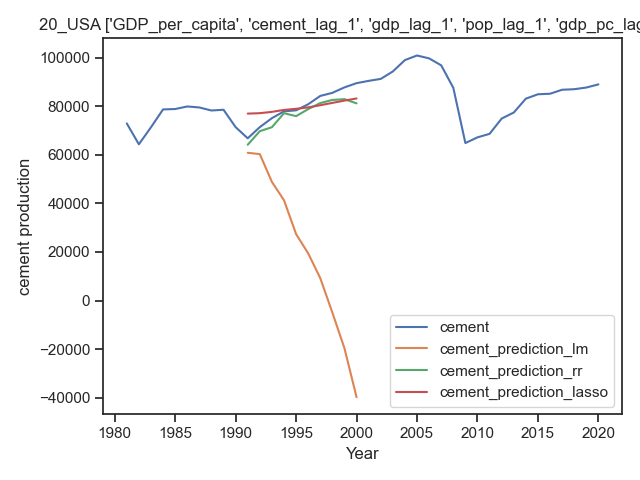 20_USA ['GDP_per_capita', 'cement_lag_1', 'gdp_lag_1', 'pop_lag_1', 'gdp_pc_lag
100000
80000
60000
40000
20000
0
−20000
−40000
cement production
cement
cement_prediction_lm
cement_prediction_rr
cement_prediction_lasso
1980 1985 1990 1995 2000 2005 2010 2015 2020
Year